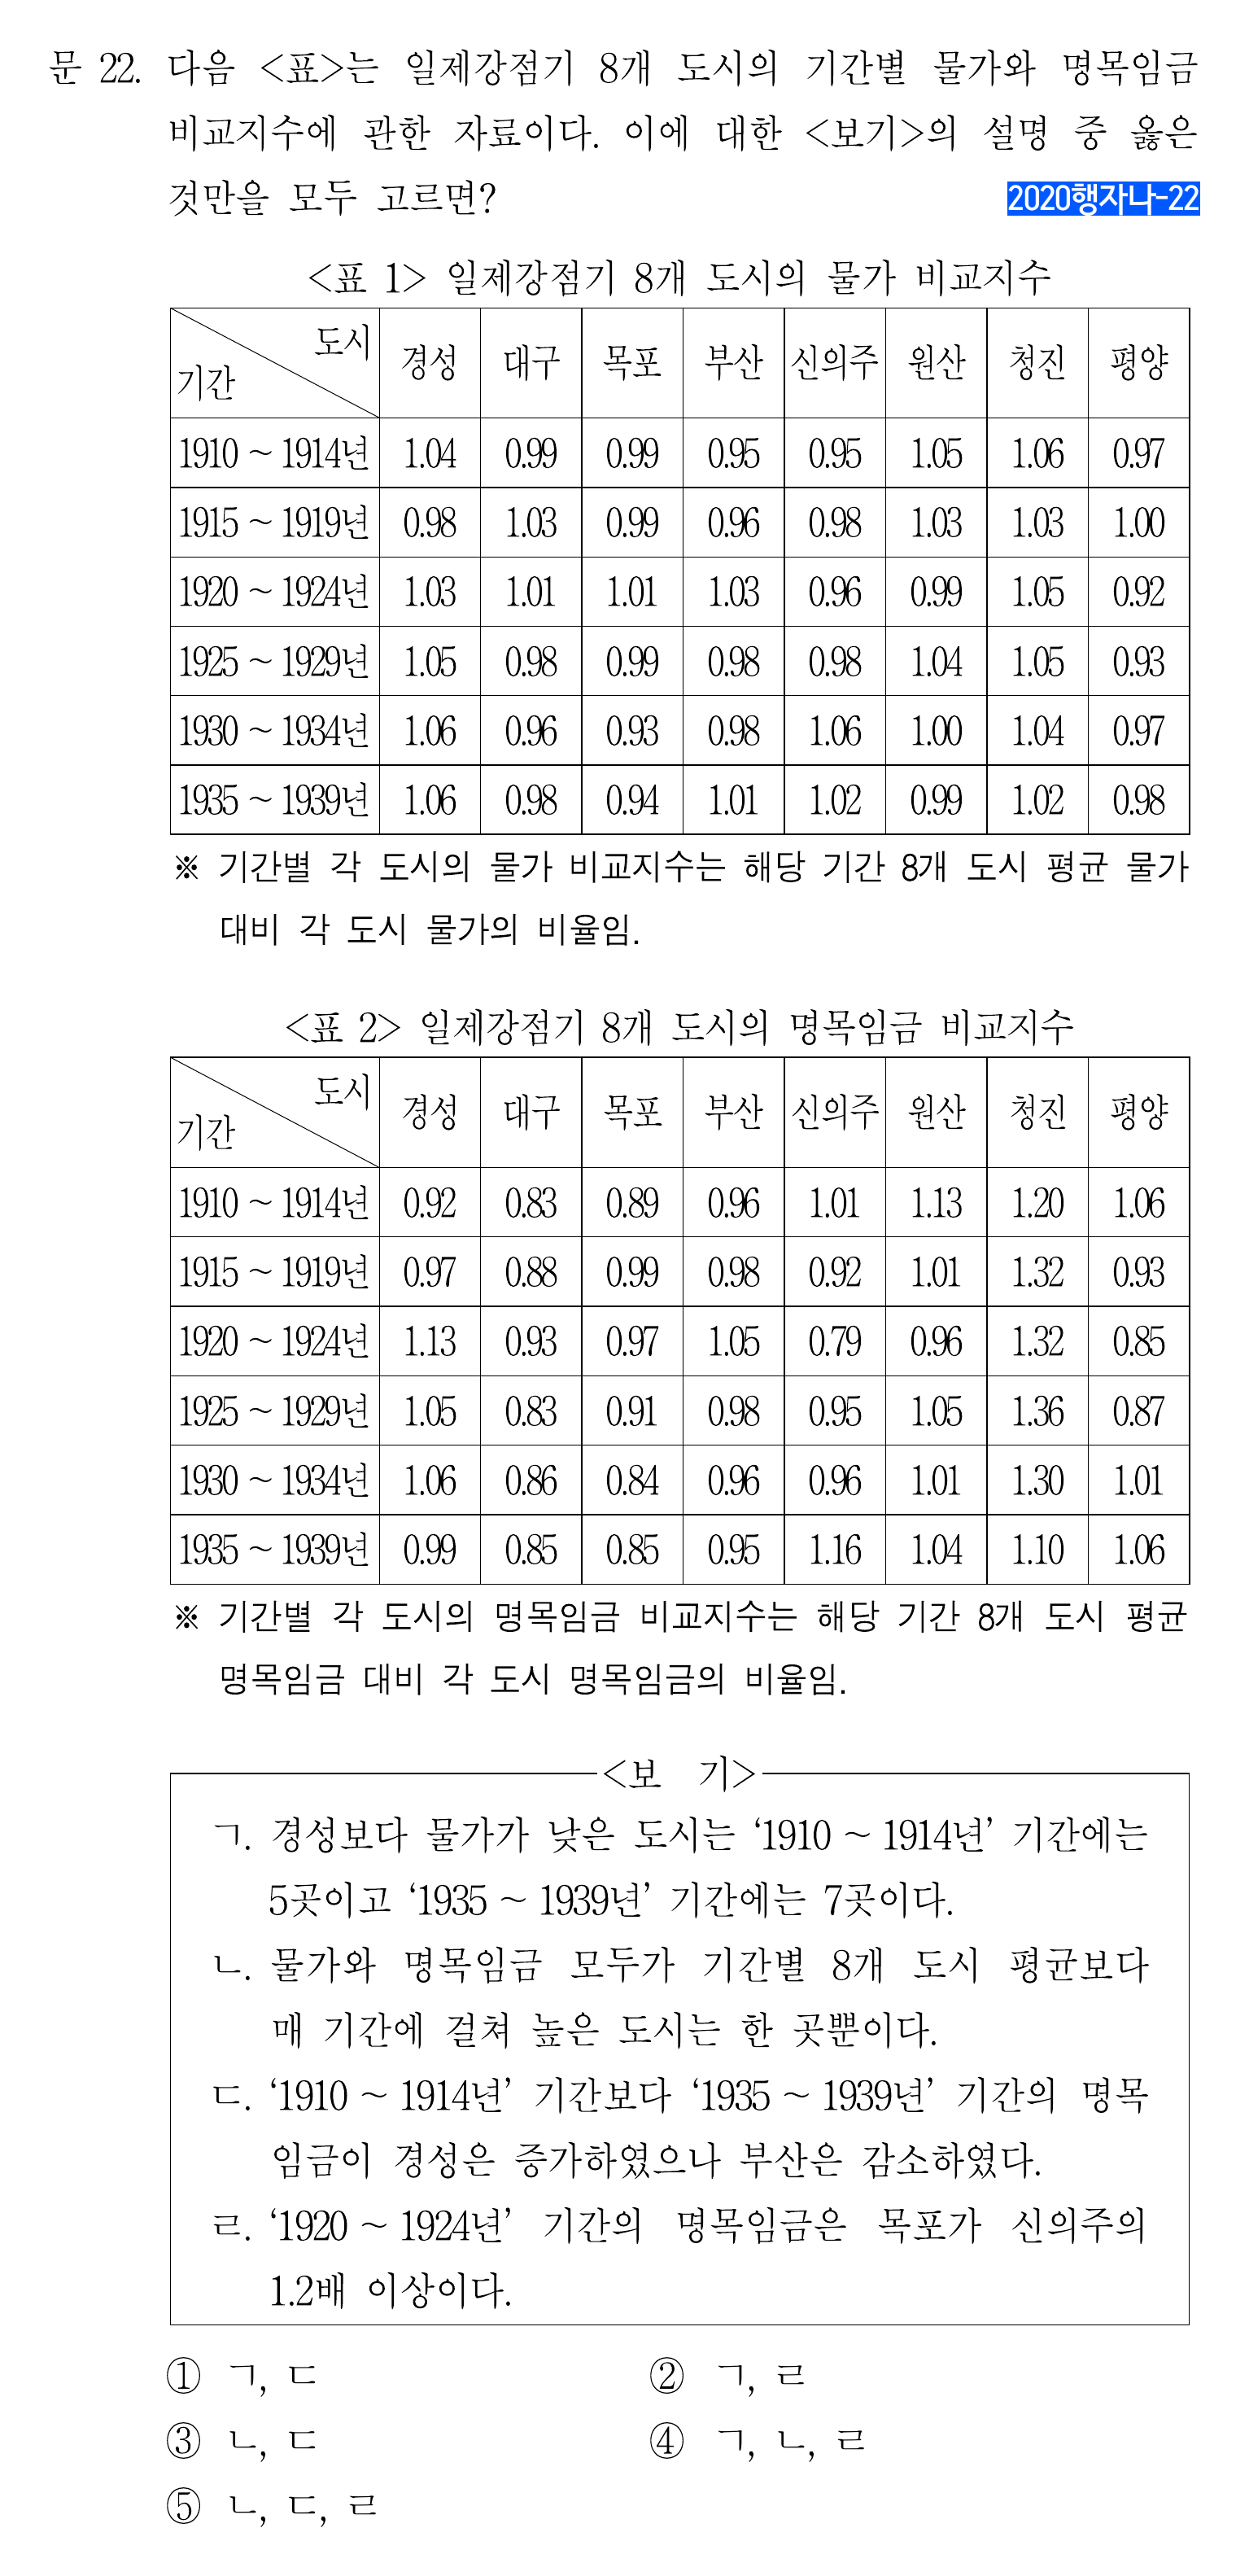 문 22. 다음 <표>는 일제강점기 8개 도시의 기간별 물가와 명목임금
비교지수에 관한 자료이다. 이에 대한 <보기>의 설명 중 옳은
것만을 모두 고르면?
2020행자나-22
<표 1> 일제강점기 8개 도시의 물가 비교지수
도시 기간 경성 대구 목포 부산 신의주 원산 청진 평양
1910 ~ 1914년 1.04 0.99 0.99 0.95 0.95 1.05 1.06 0.97
1915 ~ 1919년 0.98 1.03 0.99 0.96 0.98 1.03 1.03 1.00
1920 ~ 1924년 1.03 1.01 1.01 1.03 0.96 0.99 1.05 0.92
1925 ~ 1929년 1.05 0.98 0.99 0.98 0.98 1.04 1.05 0.93
1930 ~ 1934년 1.06 0.96 0.93 0.98 1.06 1.00 1.04 0.97
1935 ~ 1939년 1.06 0.98 0.94 1.01 1.02 0.99 1.02 0.98
※ 기간별 각 도시의 물가 비교지수는 해당 기간 8개 도시 평균 물가
대비 각 도시 물가의 비율임.
<표 2> 일제강점기 8개 도시의 명목임금 비교지수
도시 기간 경성 대구 목포 부산 신의주 원산 청진 평양
1910 ~ 1914년 0.92 0.83 0.89 0.96 1.01 1.13 1.20 1.06
1915 ~ 1919년 0.97 0.88 0.99 0.98 0.92 1.01 1.32 0.93
1920 ~ 1924년 1.13 0.93 0.97 1.05 0.79 0.96 1.32 0.85
1925 ~ 1929년 1.05 0.83 0.91 0.98 0.95 1.05 1.36 0.87
1930 ~ 1934년 1.06 0.86 0.84 0.96 0.96 1.01 1.30 1.01
1935 ~ 1939년 0.99 0.85 0.85 0.95 1.16 1.04 1.10 1.06
※ 기간별 각 도시의 명목임금 비교지수는 해당 기간 8개 도시 평균
명목임금 대비 각 도시 명목임금의 비율임.
<보 기>
ㄱ. 경성보다 물가가 낮은 도시는 ‘1910 ~ 1914년’ 기간에는
5곳이고 ‘1935 ~ 1939년’ 기간에는 7곳이다.
ㄴ. 물가와 명목임금 모두가 기간별 8개 도시 평균보다
매 기간에 걸쳐 높은 도시는 한 곳뿐이다.
ㄷ. ‘1910 ~ 1914년’ 기간보다 ‘1935 ~ 1939년’ 기간의 명목
임금이 경성은 증가하였으나 부산은 감소하였다.
ㄹ. ‘1920 ~ 1924년’ 기간의 명목임금은 목포가 신의주의
1.2배 이상이다.
① ㄱ, ㄷ ② ㄱ, ㄹ
③ ㄴ, ㄷ ④ ㄱ, ㄴ, ㄹ
⑤ ㄴ, ㄷ, ㄹ